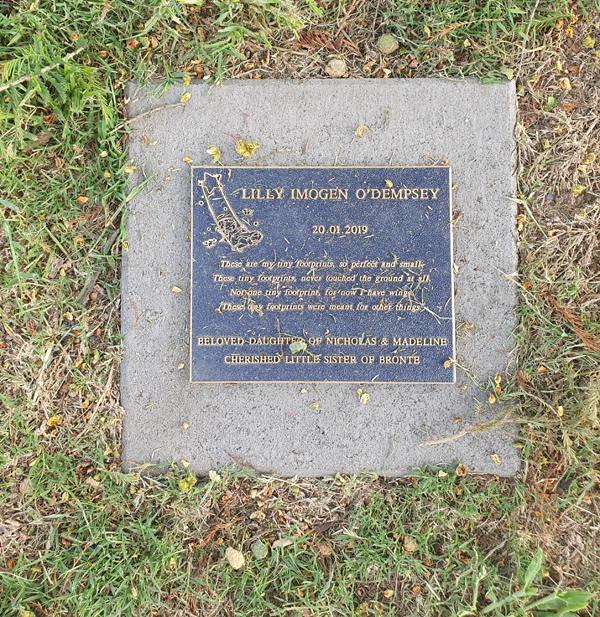 LILLY IMOGEN O'DEMPSEY
20.01.2019
These are my tiny footprints, so perfect and small.
These tiny footprints, never touched the ground at all.
Not one tiny footprint, for now I have wings.
These tiny footprints were meant for other things.
BELOVED DAUGHTER OF NICHOLAS & MADELINE
CHERISHED LITTLE SISTER OF BRONTE